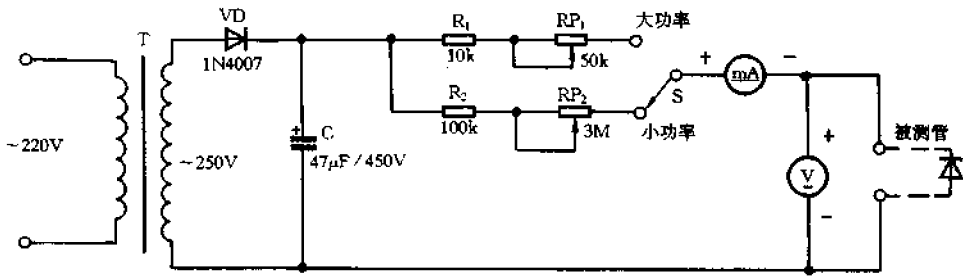 VD
T
1N4007
~220V
~250V
+
C
47μF / 450V
R₁
10k
RP₁
50k
大功率
R₂
100k
RP₂
3M
小功率
S
+
mA
−
+
V
−
被测管